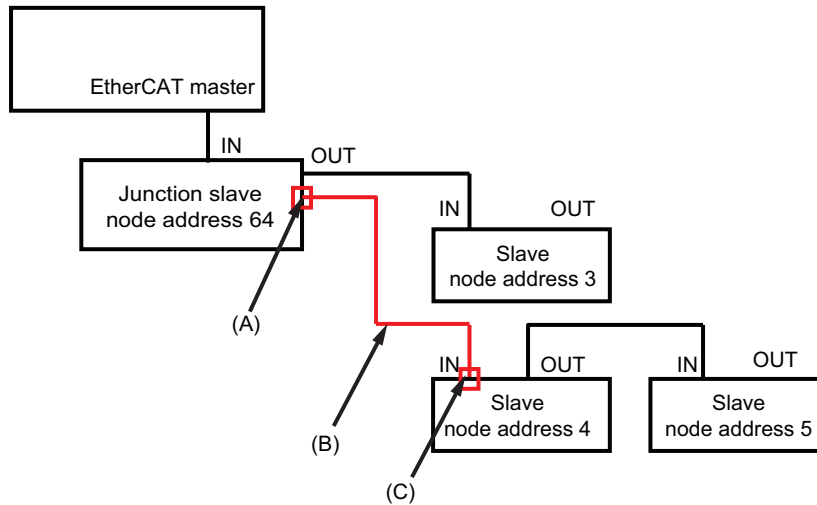 EtherCAT master
IN
OUT
Junction slave
node address 64
IN
OUT
Slave
node address 3
(A)
IN
OUT
IN
OUT
Slave
node address 4
Slave
node address 5
(B)
(C)